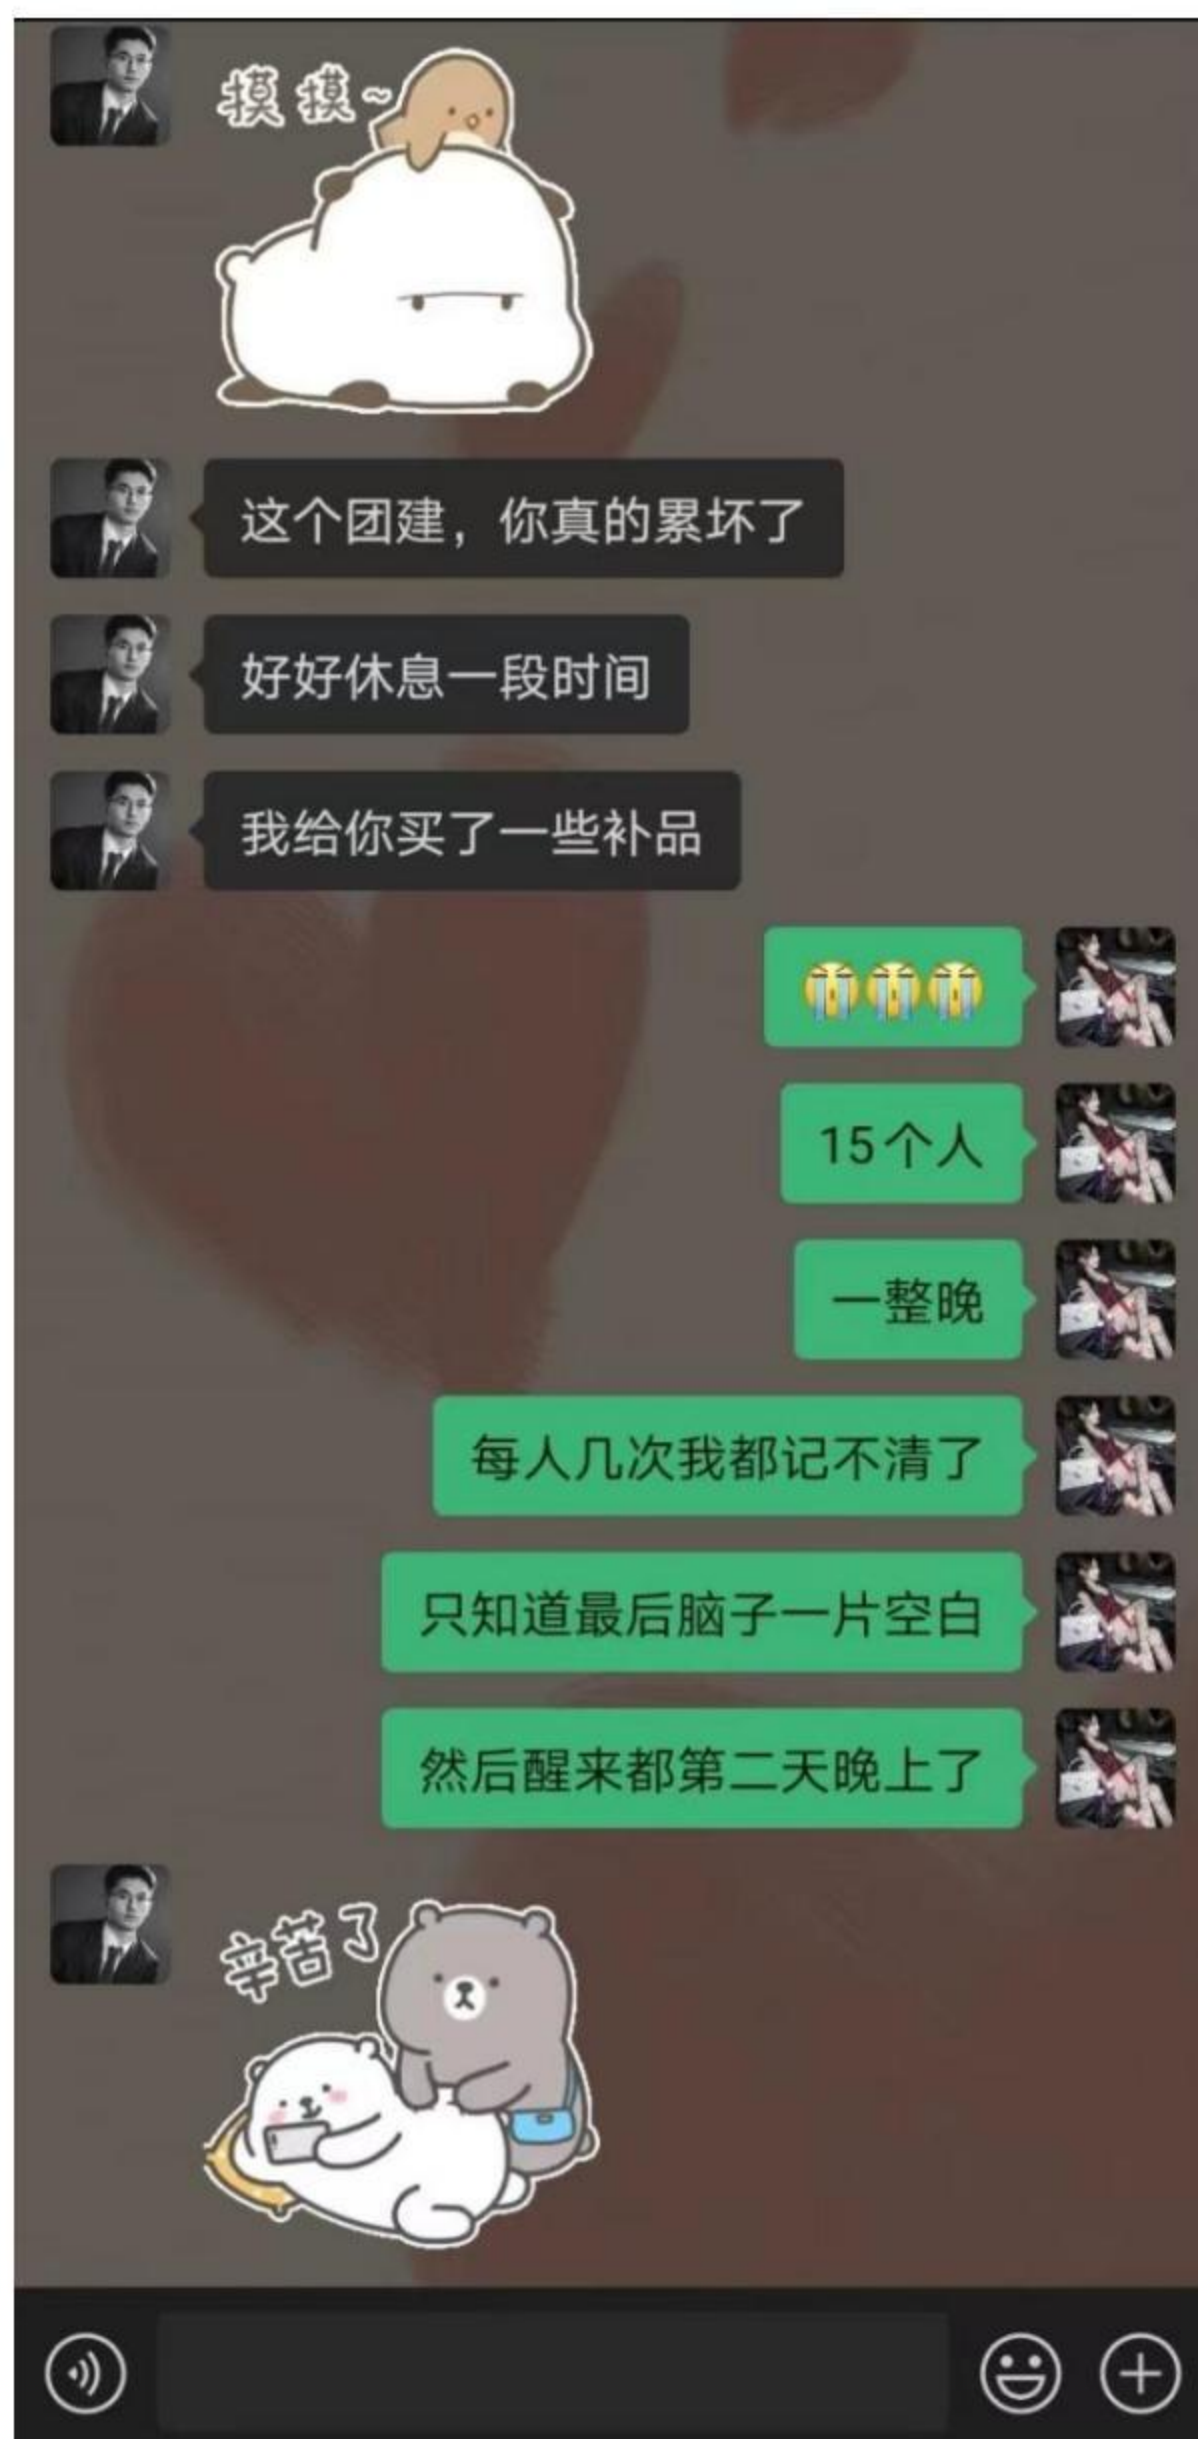 摸摸~
这个团建，你真的累坏了
好好休息一段时间
我给你买了一些补品
😭😭😭
15个人
一整晚
每人几次我都记不清了
只知道最后脑子一片空白
然后醒来都第二天晚上了
辛苦了